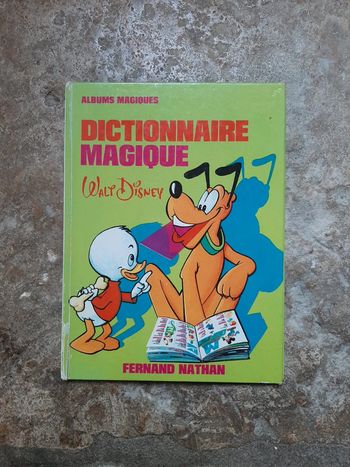 ALBUMS MAGIQUES
DICTIONNAIRE
MAGIQUE
WALT DISNEY
FERNAND NATHAN